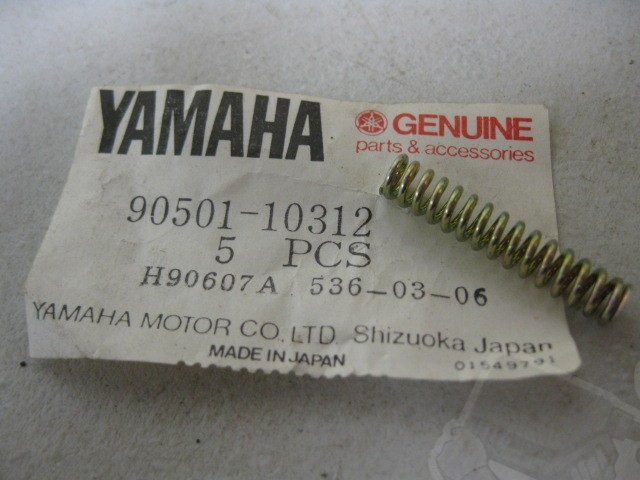 YAMAHA
GENUINE
parts & accessories
90501-10312
5 PCS
H90607A 536-03-06
YAMAHA MOTOR CO., LTD. Shizuoka Japan
MADE IN JAPAN
01549791